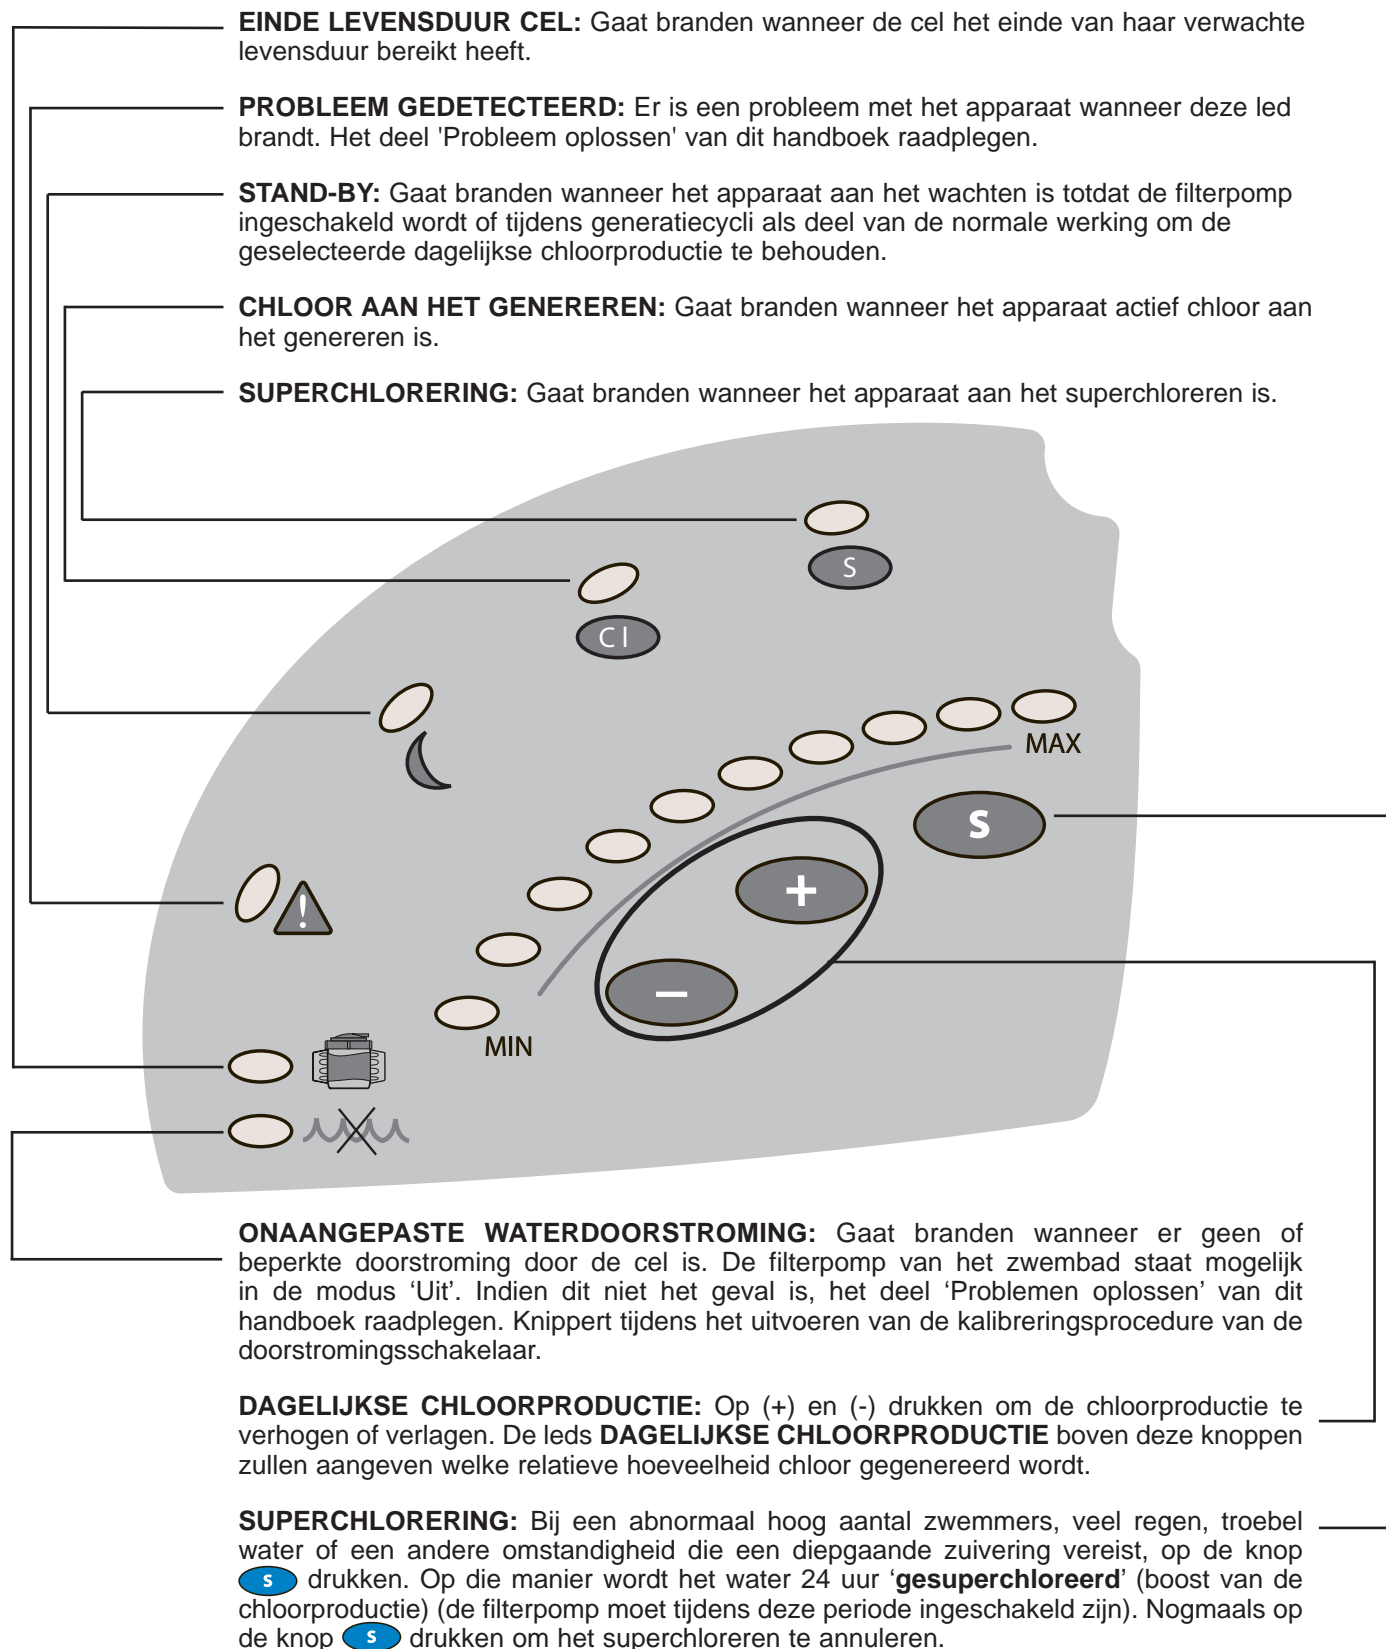 EINDE LEVENSDUUR CEL: Gaat branden wanneer de cel het einde van haar verwachte
levensduur bereikt heeft.
PROBLEEM GEDETECTEERD: Er is een probleem met het apparaat wanneer deze led
brandt. Het deel 'Probleem oplossen' van dit handboek raadplegen.
STAND-BY: Gaat branden wanneer het apparaat aan het wachten is totdat de filterpomp
ingeschakeld wordt of tijdens generatiecycli als deel van de normale werking om de
geselecteerde dagelijkse chloorproductie te behouden.
CHLOOR AAN HET GENEREREN: Gaat branden wanneer het apparaat actief chloor aan
het genereren is.
SUPERCHLORERING: Gaat branden wanneer het apparaat aan het superchloreren is.
S
Cl
MAX
S
+
!
−
MIN
ONAANGEPASTE WATERDOORSTROMING: Gaat branden wanneer er geen of
beperkte doorstroming door de cel is. De filterpomp van het zwembad staat mogelijk
in de modus ‘Uit’. Indien dit niet het geval is, het deel ‘Problemen oplossen’ van dit
handboek raadplegen. Knippert tijdens het uitvoeren van de kalibreringsprocedure van de
doorstromingsschakelaar.
DAGELIJKSE CHLOORPRODUCTIE: Op (+) en (-) drukken om de chloorproductie te
verhogen of verlagen. De leds DAGELIJKSE CHLOORPRODUCTIE boven deze knoppen
zullen aangeven welke relatieve hoeveelheid chloor gegenereerd wordt.
SUPERCHLORERING: Bij een abnormaal hoog aantal zwemmers, veel regen, troebel
water of een andere omstandigheid die een diepgaande zuivering vereist, op de knop
S drukken. Op die manier wordt het water 24 uur ‘gesuperchloreerd’ (boost van de
chloorproductie) (de filterpomp moet tijdens deze periode ingeschakeld zijn). Nogmaals op
de knop S drukken om het superchloreren te annuleren.